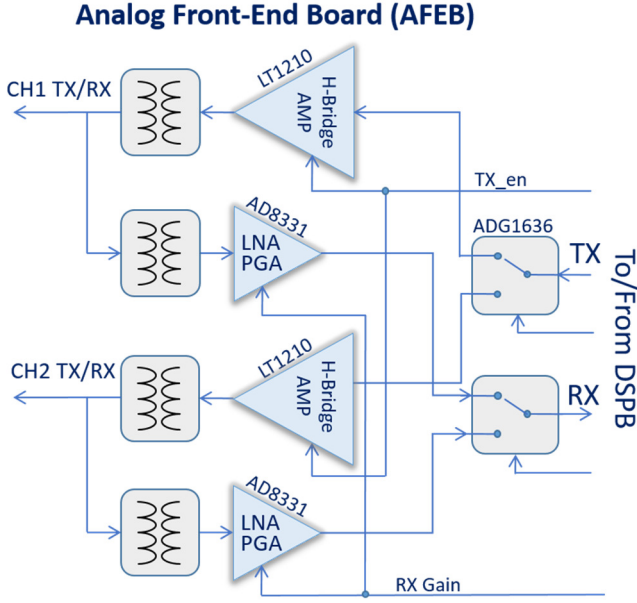 Analog Front-End Board (AFEB)
CH1 TX/RX
LT1210
H-Bridge
AMP
TX_en
AD8331
LNA
PGA
ADG1636
TX
To/From DSPB
CH2 TX/RX
LT1210
H-Bridge
AMP
RX
AD8331
LNA
PGA
RX Gain